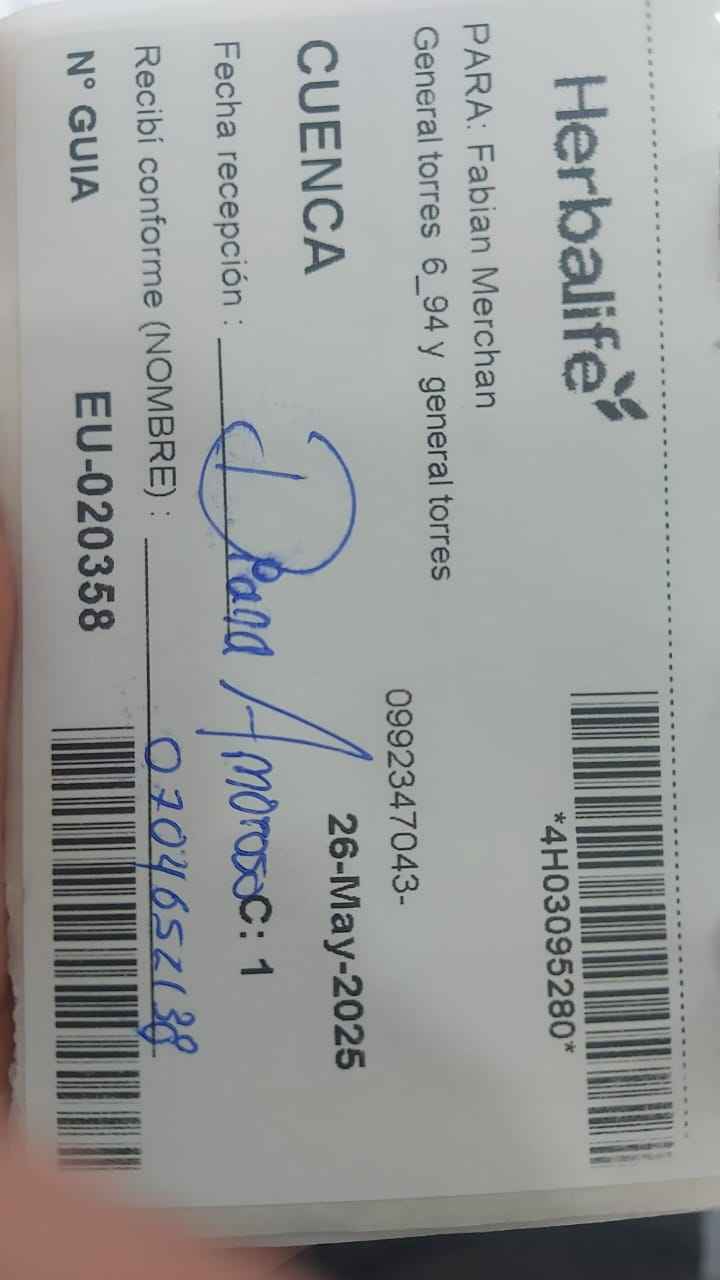 Herbalife
*4H03095280*
PARA: Fabian Merchan
General torres 6_94 y general torres
0992347043-
CUENCA
26-May-2025
Fecha recepción :
Diana Amoroso
C: 1
Recibí conforme (NOMBRE) :
N° GUIA
EU-020358